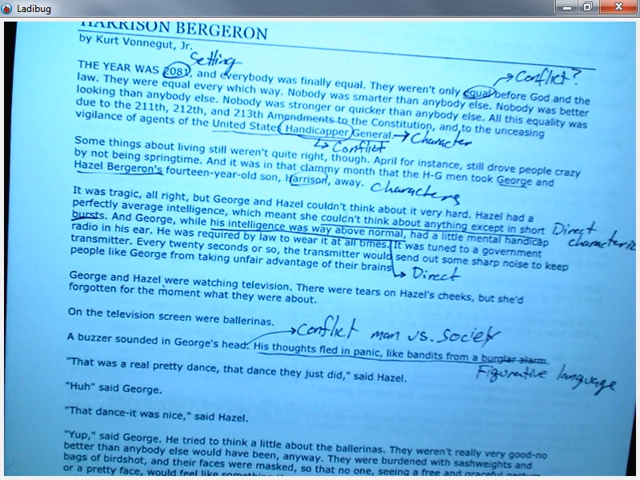 Ladibug
HARRISON BERGERON
by Kurt Vonnegut, Jr.
Setting
Conflict?
THE YEAR WAS 2081, and everybody was finally equal. They weren't only equal before God and the
law. They were equal every which way. Nobody was smarter than anybody else. Nobody was better
looking than anybody else. Nobody was stronger or quicker than anybody else. All this equality was
due to the 211th, 212th, and 213th Amendments to the Constitution, and to the unceasing
vigilance of agents of the United States Handicapper General. Character
Conflict
Some things about living still weren't quite right, though. April for instance, still drove people crazy
by not being springtime. And it was in that clammy month that the H-G men took George and
Hazel Bergeron's fourteen-year-old son, Harrison, away. Characters
It was tragic, all right, but George and Hazel couldn't think about it very hard. Hazel had a
perfectly average intelligence, which meant she couldn't think about anything except in short
bursts. And George, while his intelligence was way above normal, had a little mental handicap
Direct
radio in his ear. He was required by law to wear it at all times. It was tuned to a government
transmitter. Every twenty seconds or so, the transmitter would send out some sharp noise to keep
people like George from taking unfair advantage of their brains.
Direct
George and Hazel were watching television. There were tears on Hazel's cheeks, but she'd
forgotten for the moment what they were about.
On the television screen were ballerinas.
Conflict man vs. society
A buzzer sounded in George's head. His thoughts fled in panic, like bandits from a burglar alarm.
Figurative language
"That was a real pretty dance, that dance they just did," said Hazel.
"Huh" said George.
"That dance-it was nice," said Hazel.
"Yup," said George. He tried to think a little about the ballerinas. They weren't really very good-no
better than anybody else would have been, anyway. They were burdened with sashweights and
bags of birdshot, and their faces were masked, so that no one, seeing a free and graceful gesture
or a pretty face, would feel like something